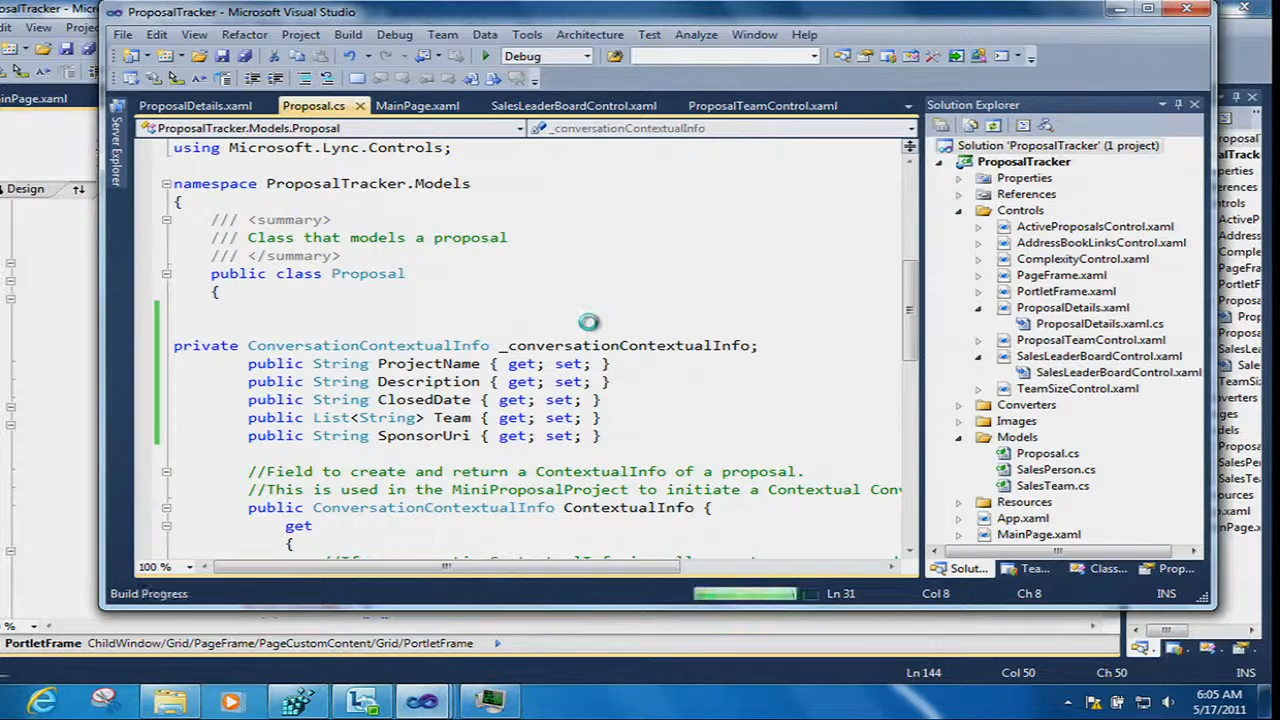 ProposalTracker - Microsoft Visual Studio
File Edit View Refactor Project Build Debug Team Data Tools Architecture Test Analyze Window Help
Debug
ProposalDetails.xaml Proposal.cs MainPage.xaml SalesLeaderBoardControl.xaml ProposalTeamControl.xaml
ProposalTracker.Models.Proposal _conversationContextualInfo
Server Explorer
using Microsoft.Lync.Controls;
namespace ProposalTracker.Models
{
/// <summary>
/// Class that models a proposal
/// </summary>
public class Proposal
{
private ConversationContextualInfo _conversationContextualInfo;
public String ProjectName { get; set; }
public String Description { get; set; }
public String ClosedDate { get; set; }
public List<String> Team { get; set; }
public String SponsorUri { get; set; }
//Field to create and return a ContextualInfo of a proposal.
//This is used in the MiniProposalProject to initiate a Contextual Conv
public ConversationContextualInfo ContextualInfo {
get
{
100 %
Build Progress Ln 31 Col 8 Ch 8 INS
Solution Explorer
Solution 'ProposalTracker' (1 project)
ProposalTracker
Properties
References
Controls
ActiveProposalsControl.xaml
AddressBookLinksControl.xaml
ComplexityControl.xaml
PageFrame.xaml
PortletFrame.xaml
ProposalDetails.xaml
ProposalDetails.xaml.cs
ProposalTeamControl.xaml
SalesLeaderBoardControl.xaml
SalesLeaderBoardControl.xaml
TeamSizeControl.xaml
Converters
Images
Models
Proposal.cs
SalesPerson.cs
SalesTeam.cs
Resources
App.xaml
MainPage.xaml
Solut... Tea... Class... Prop...
View
Design
PortletFrame ChildWindow/Grid/PageFrame/PageCustomContent/Grid/PortletFrame
Ln 144 Col 50 Ch 50 INS
6:05 AM
5/17/2011